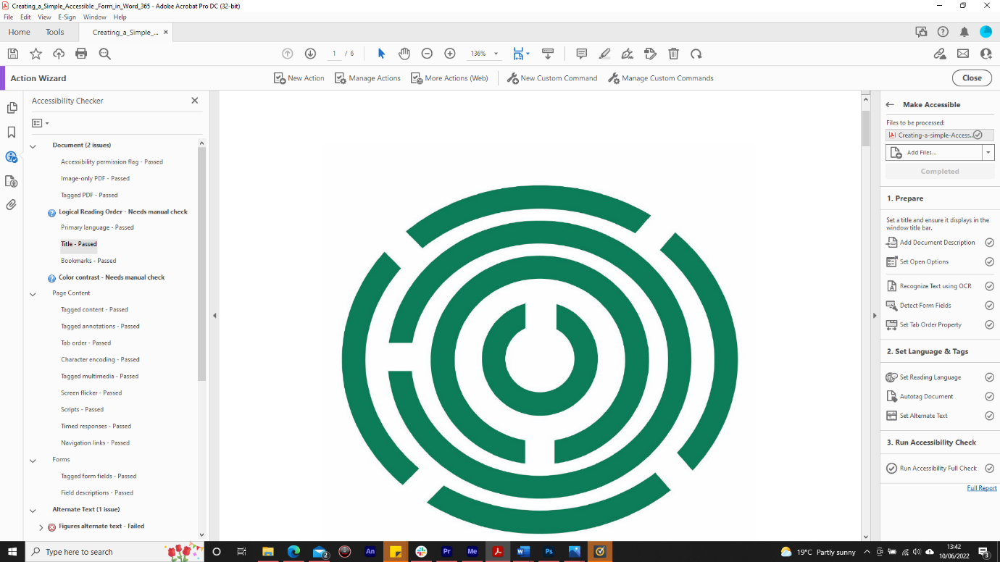 Creating_a_Simple_Accessible _Form_in_Word_365 - Adobe Acrobat Pro DC (32-bit)
File Edit View E-Sign Window Help
Home Tools Creating_a_Simple_...
1 / 6 136%
Action Wizard New Action Manage Actions More Actions (Web) New Custom Command Manage Custom Commands Close
Accessibility Checker
Document (2 issues)
Accessibility permission flag - Passed
Image-only PDF - Passed
Tagged PDF - Passed
Logical Reading Order - Needs manual check
Primary language - Passed
Title - Passed
Bookmarks - Passed
Color contrast - Needs manual check
Page Content
Tagged content - Passed
Tagged annotations - Passed
Tab order - Passed
Character encoding - Passed
Tagged multimedia - Passed
Screen flicker - Passed
Scripts - Passed
Timed responses - Passed
Navigation links - Passed
Forms
Tagged form fields - Passed
Field descriptions - Passed
Alternate Text (1 issue)
Figures alternate text - Failed
Make Accessible
Files to be processed:
Creating-a-simple-Access...
Add Files...
Completed
1. Prepare
Set a title and ensure it displays in the
window title bar.
Add Document Description
Set Open Options
Recognize Text using OCR
Detect Form Fields
Set Tab Order Property
2. Set Language & Tags
Set Reading Language
Autotag Document
Set Alternate Text
3. Run Accessibility Check
Run Accessibility Full Check
Full Report
Type here to search
2
An
Pr
Me
W
Ps
19°C Partly sunny
13:42
10/06/2022
3